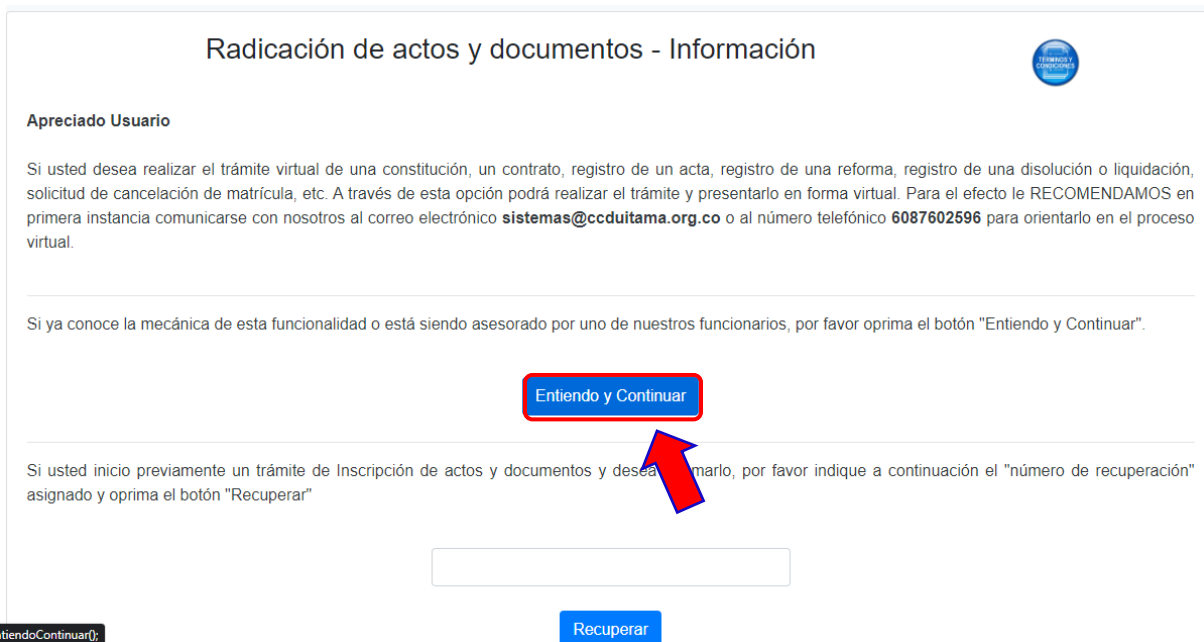 Radicación de actos y documentos - Información
TERMINOS Y
CONDICIONES
Apreciado Usuario
Si usted desea realizar el trámite virtual de una constitución, un contrato, registro de un acta, registro de una reforma, registro de una disolución o liquidación,
solicitud de cancelación de matrícula, etc. A través de esta opción podrá realizar el trámite y presentarlo en forma virtual. Para el efecto le RECOMENDAMOS en
primera instancia comunicarse con nosotros al correo electrónico sistemas@ccduitama.org.co o al número telefónico 6087602596 para orientarlo en el proceso
virtual.
Si ya conoce la mecánica de esta funcionalidad o está siendo asesorado por uno de nuestros funcionarios, por favor oprima el botón "Entiendo y Continuar".
Entiendo y Continuar
Si usted inicio previamente un trámite de Inscripción de actos y documentos y por favor indique a continuación el "número de recuperación"
asignado y oprima el botón "Recuperar"
Recuperar